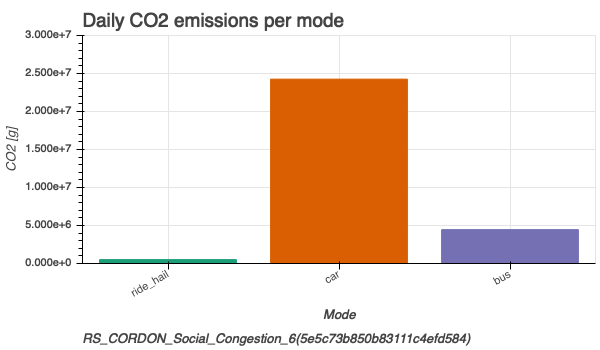 Daily CO2 emissions per mode
3.000e+7
2.500e+7
2.000e+7
1.500e+7
1.000e+7
5.000e+6
0.000e+0
CO2 [g]
ride_hail
car
bus
Mode
RS_CORDON_Social_Congestion_6(5e5c73b850b83111c4efd584)